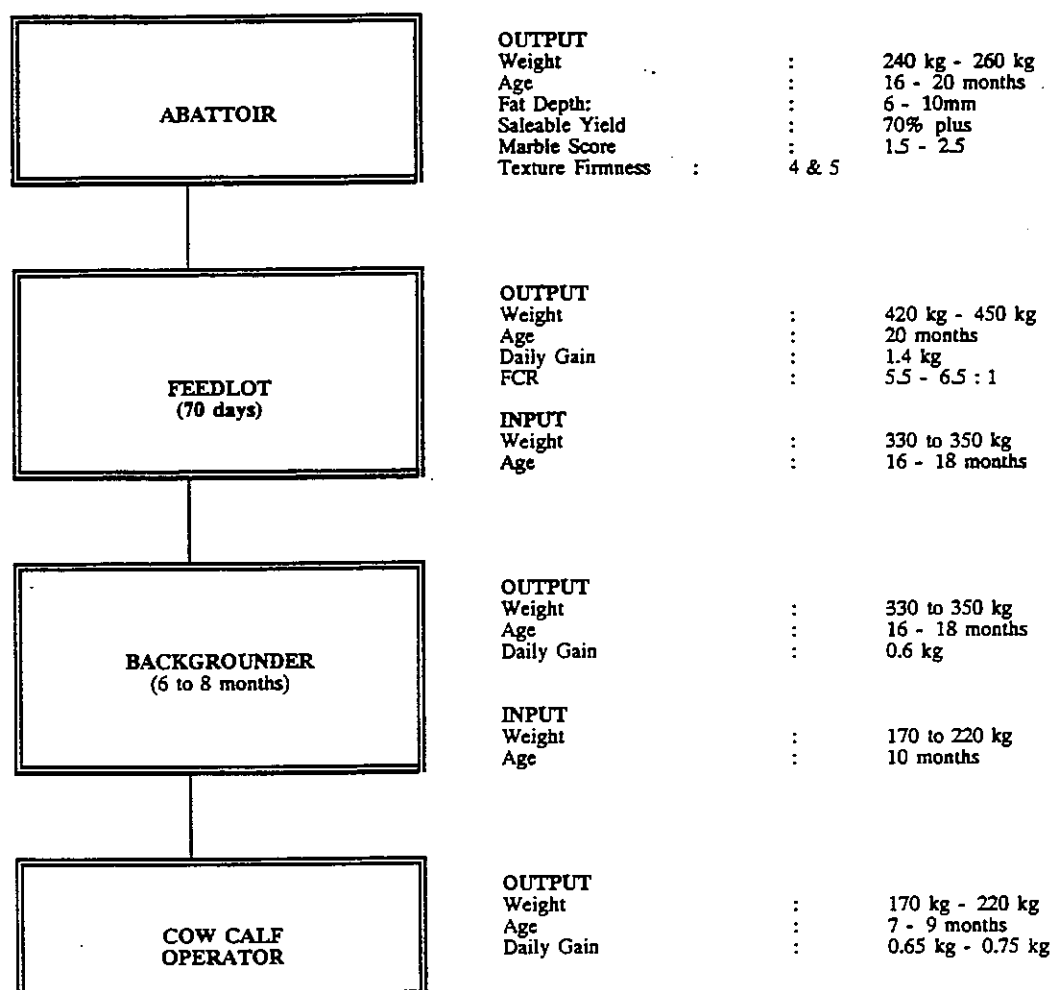 ABATTOIR
OUTPUT
Weight : 240 kg - 260 kg
Age : 16 - 20 months
Fat Depth: : 6 - 10mm
Saleable Yield : 70% plus
Marble Score : 1.5 - 2.5
Texture Firmness : 4 & 5
FEEDLOT
(70 days)
OUTPUT
Weight : 420 kg - 450 kg
Age : 20 months
Daily Gain : 1.4 kg
FCR : 5.5 - 6.5 : 1
INPUT
Weight : 330 to 350 kg
Age : 16 - 18 months
BACKGROUNDER
(6 to 8 months)
OUTPUT
Weight : 330 to 350 kg
Age : 16 - 18 months
Daily Gain : 0.6 kg
INPUT
Weight : 170 to 220 kg
Age : 10 months
COW CALF
OPERATOR
OUTPUT
Weight : 170 kg - 220 kg
Age : 7 - 9 months
Daily Gain : 0.65 kg - 0.75 kg